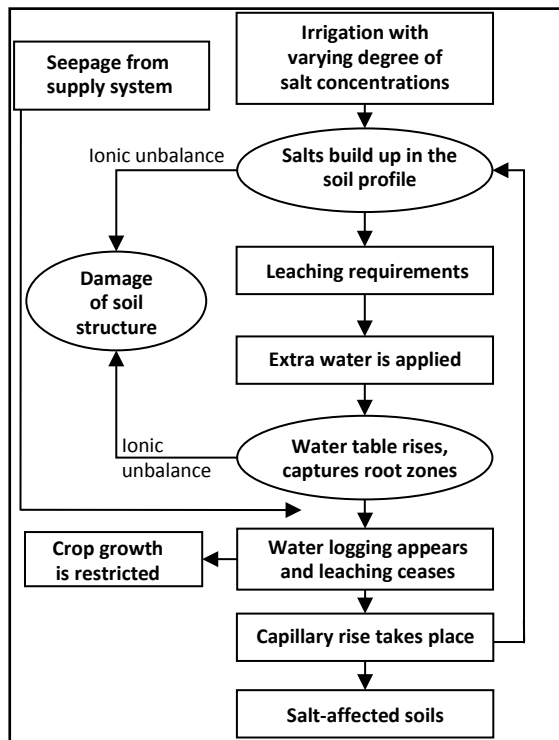 Irrigation with
varying degree of
salt concentrations
Seepage from
supply system
Ionic unbalance
Salts build up in the
soil profile
Leaching requirements
Damage
of soil
structure
Extra water is applied
Ionic
unbalance
Water table rises,
captures root zones
Crop growth
is restricted
Water logging appears
and leaching ceases
Capillary rise takes place
Salt-affected soils